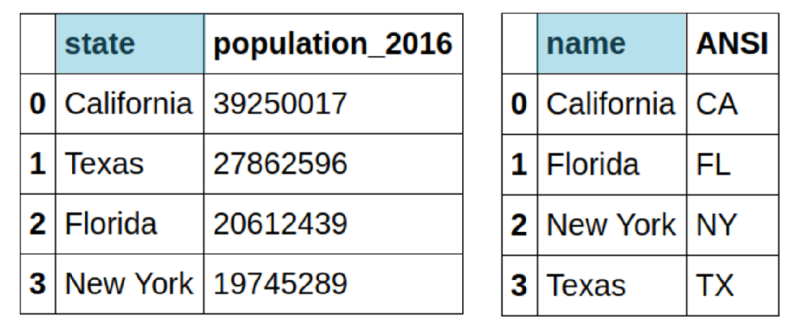 state population_2016
0 California 39250017
1 Texas 27862596
2 Florida 20612439
3 New York 19745289
name ANSI
0 California CA
1 Florida FL
2 New York NY
3 Texas TX